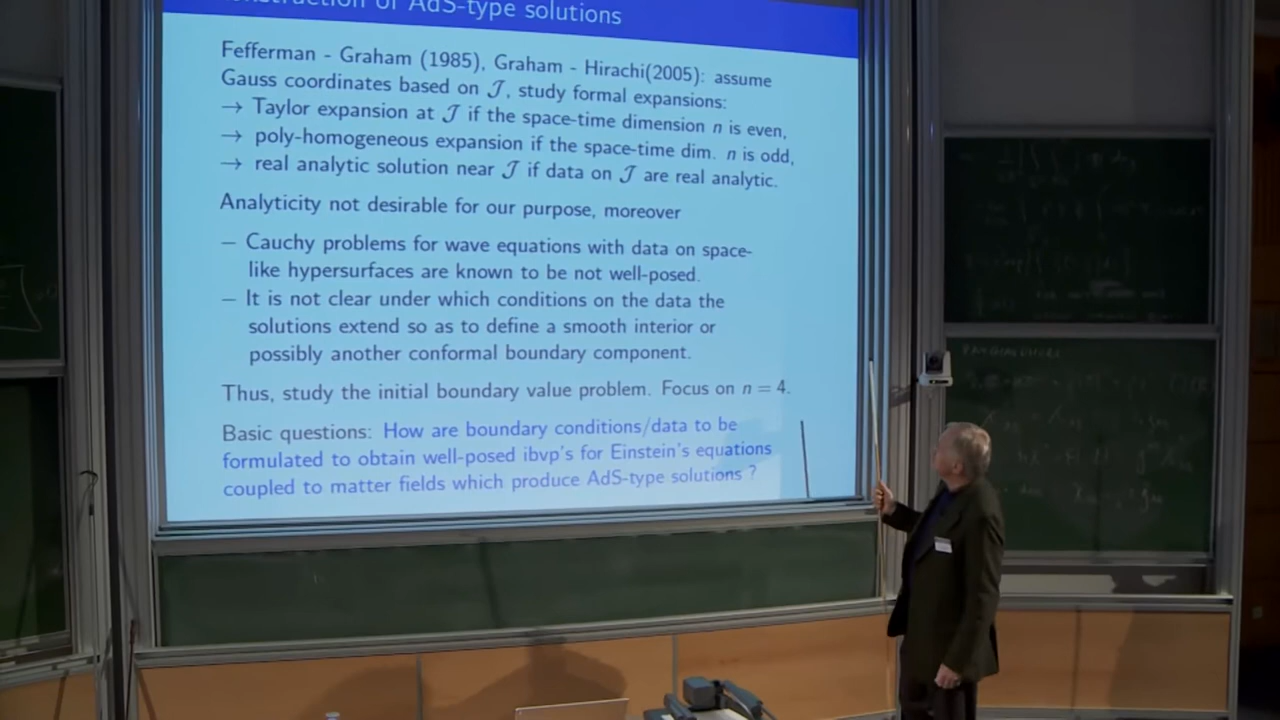 of AdS-type solutions
Fefferman - Graham (1985), Graham - Hirachi(2005): assume
Gauss coordinates based on 𝒥, study formal expansions:
→ Taylor expansion at 𝒥 if the space-time dimension n is even,
→ poly-homogeneous expansion if the space-time dim. n is odd,
→ real analytic solution near 𝒥 if data on 𝒥 are real analytic.
Analyticity not desirable for our purpose, moreover
– Cauchy problems for wave equations with data on space-
like hypersurfaces are known to be not well-posed.
– It is not clear under which conditions on the data the
solutions extend so as to define a smooth interior or
possibly another conformal boundary component.
Thus, study the initial boundary value problem. Focus on n = 4.
Basic questions: How are boundary conditions/data to be
formulated to obtain well-posed ibvp's for Einstein's equations
coupled to matter fields which produce AdS-type solutions ?